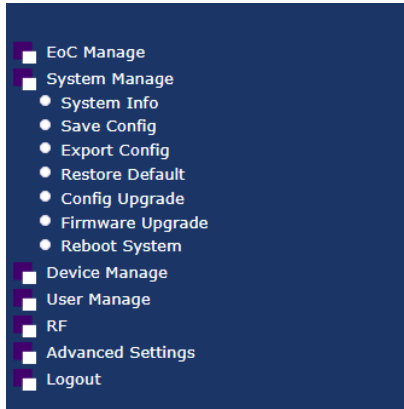 EoC Manage
System Manage
System Info
Save Config
Export Config
Restore Default
Config Upgrade
Firmware Upgrade
Reboot System
Device Manage
User Manage
RF
Advanced Settings
Logout